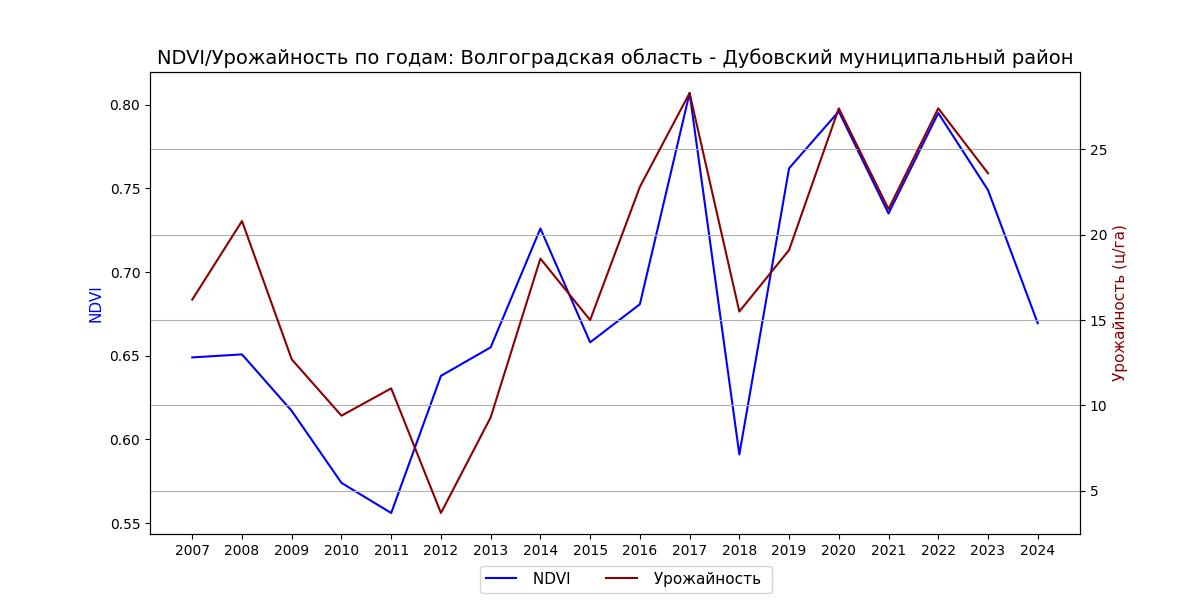 NDVI/Урожайность по годам: Волгоградская область - Дубовский муниципальный район
0.80
0.75
0.70
0.65
0.60
0.55
NDVI
25
20
15
10
5
Урожайность (ц/га)
2007 2008 2009 2010 2011 2012 2013 2014 2015 2016 2017 2018 2019 2020 2021 2022 2023 2024
NDVI Урожайность